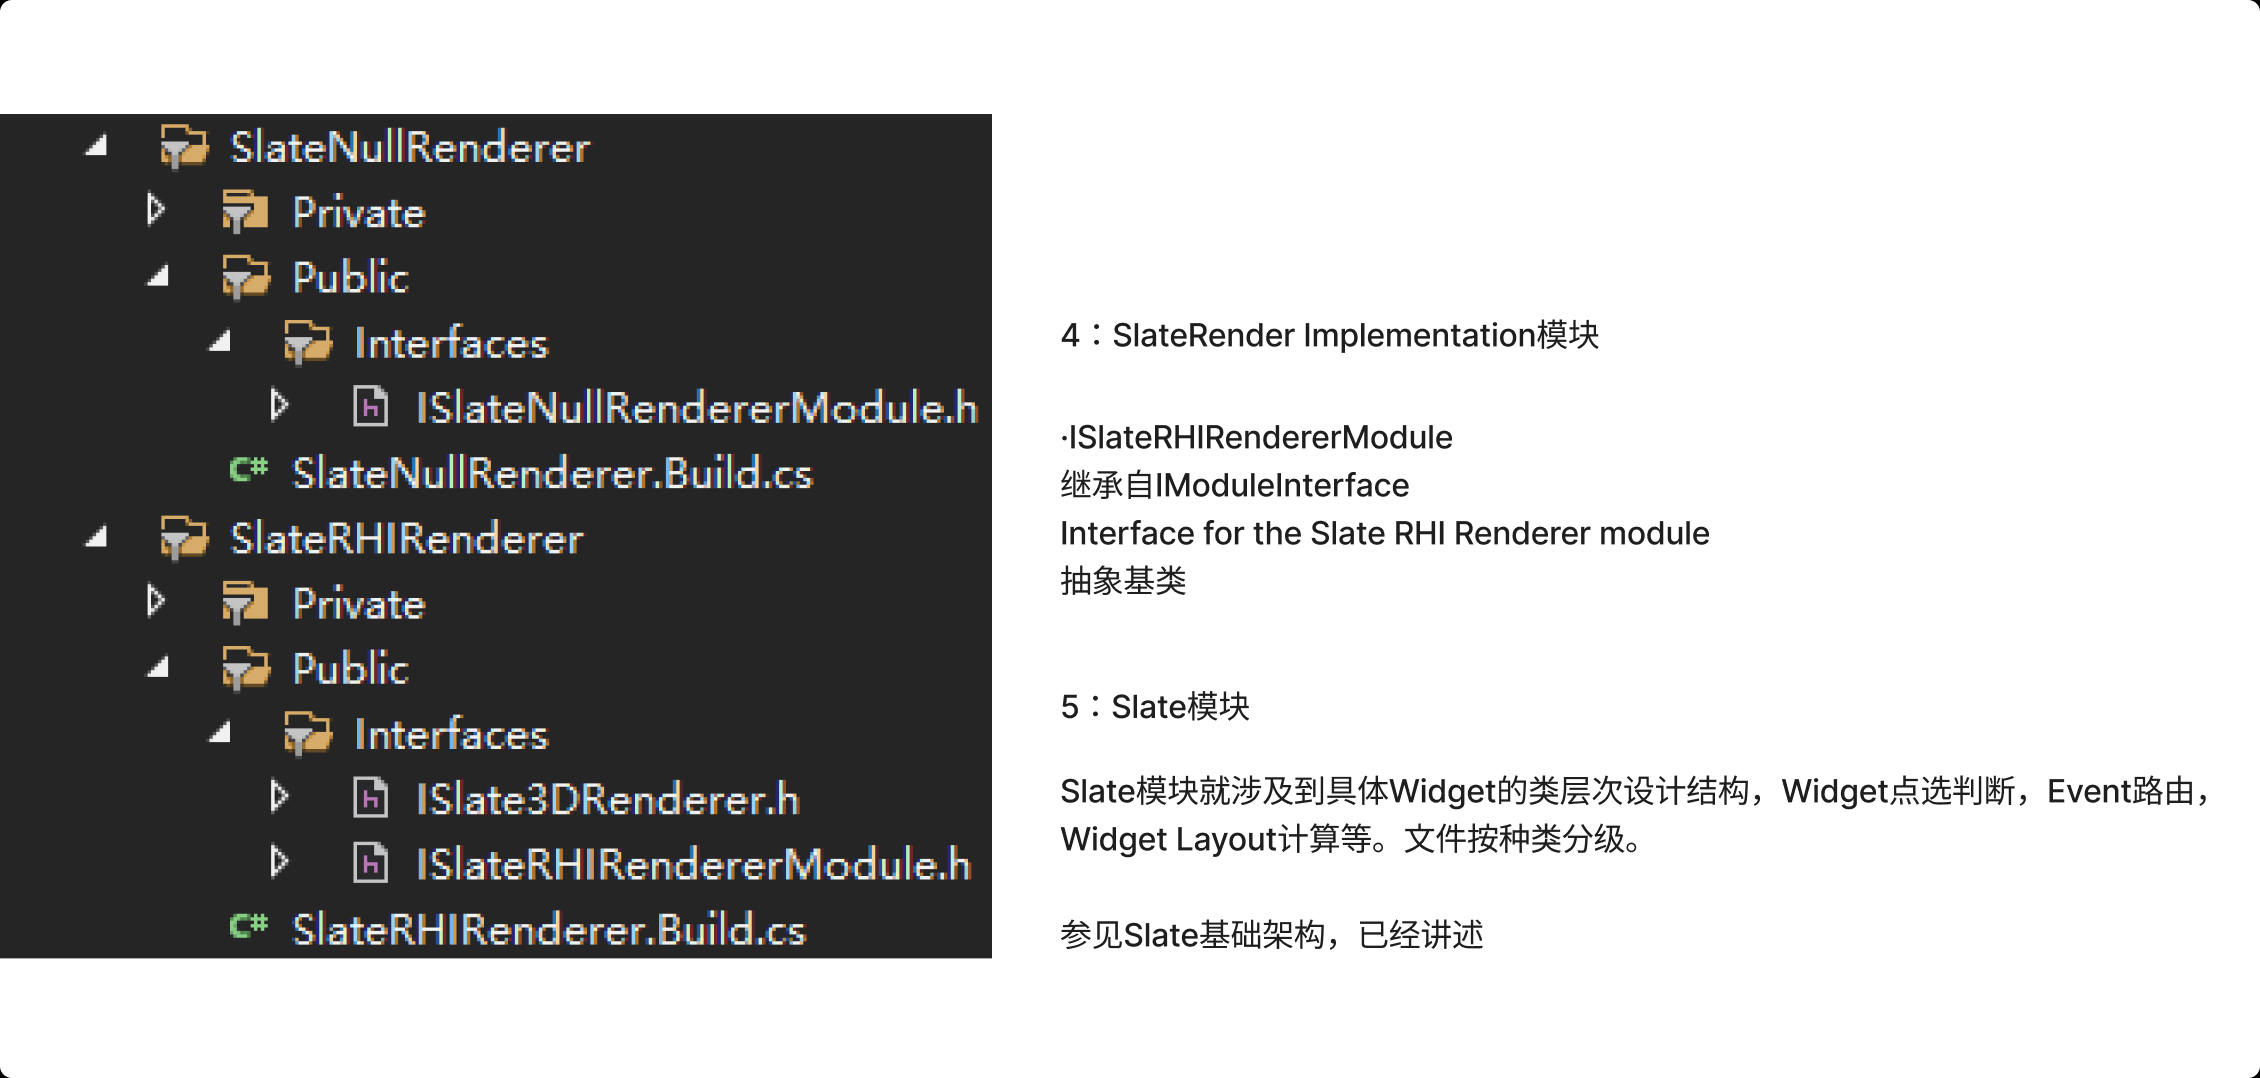 SlateNullRenderer
Private
Public
Interfaces
ISlateNullRendererModule.h
C# SlateNullRenderer.Build.cs
SlateRHIRenderer
Private
Public
Interfaces
ISlate3DRenderer.h
ISlateRHIRendererModule.h
C# SlateRHIRenderer.Build.cs
4：SlateRender Implementation模块
·ISlateRHIRendererModule
继承自IModuleInterface
Interface for the Slate RHI Renderer module
抽象基类
5：Slate模块
Slate模块就涉及到具体Widget的类层次设计结构，Widget点选判断，Event路由，
Widget Layout计算等。文件按种类分级。
参见Slate基础架构，已经讲述